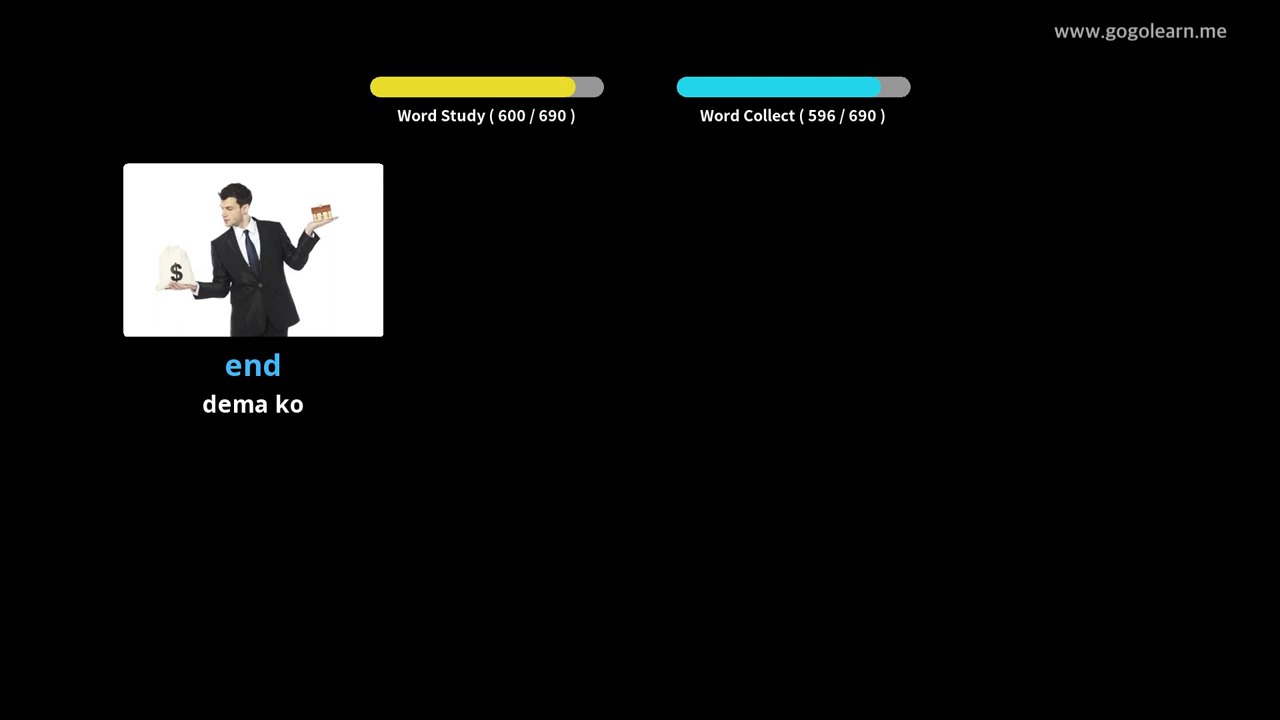 www.gogolearn.me
Word Study ( 600 / 690 )
Word Collect ( 596 / 690 )
$
end
dema ko